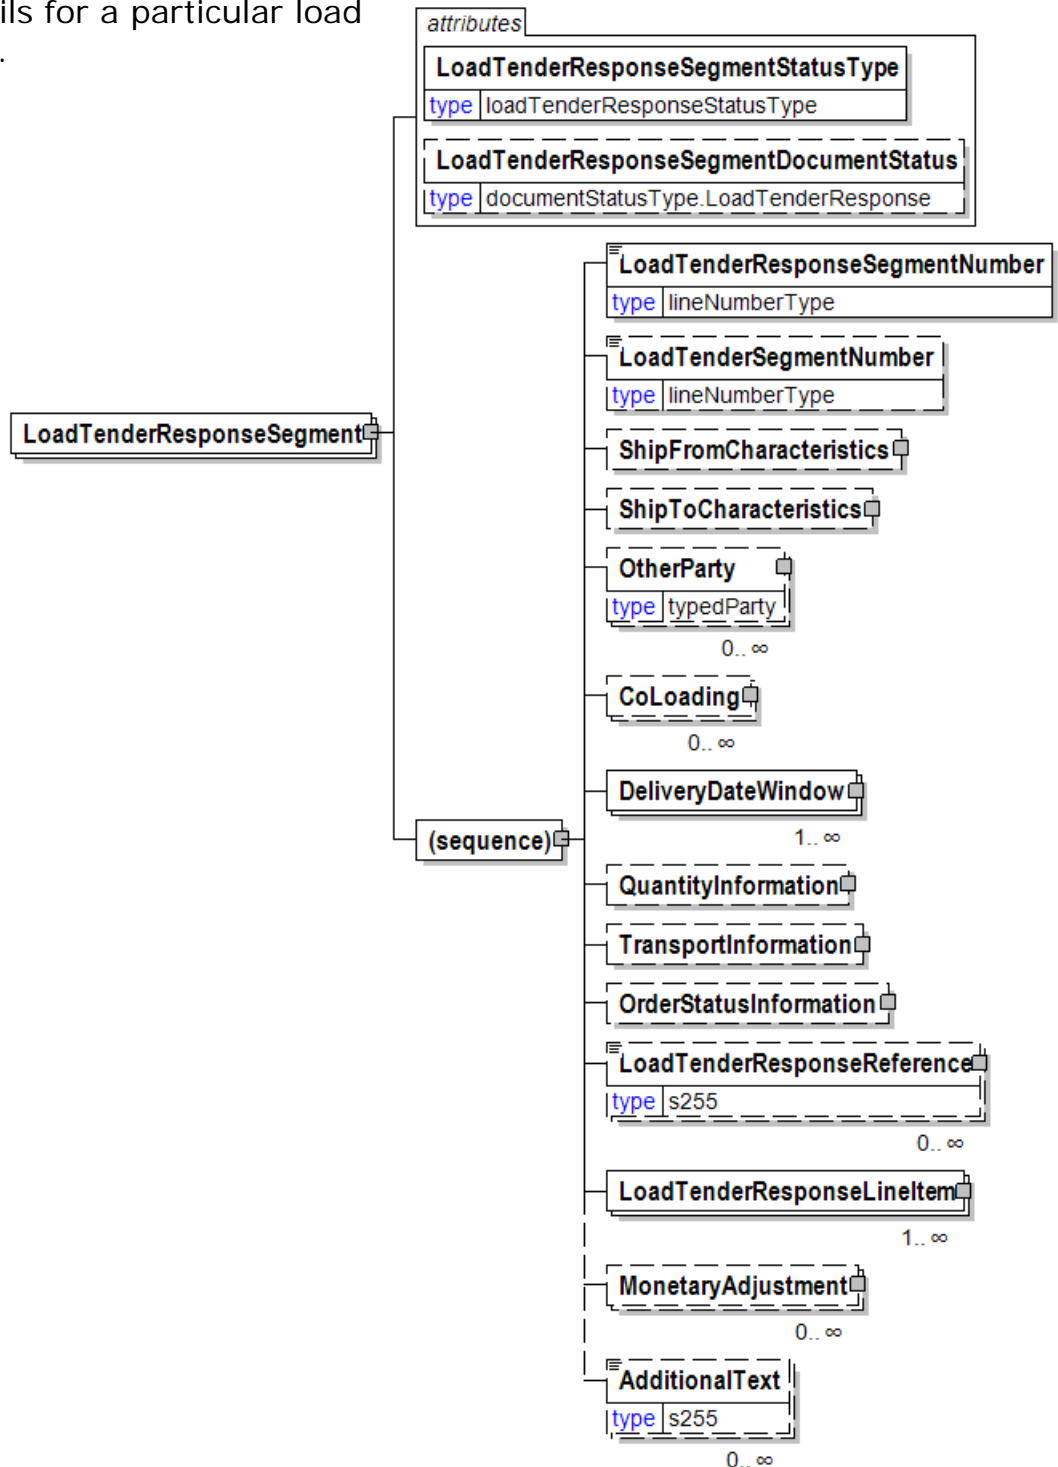 ils for a particular load
.
attributes
LoadTenderResponseSegmentStatusType
type loadTenderResponseStatusType
LoadTenderResponseSegmentDocumentStatus
type documentStatusType.LoadTenderResponse
LoadTenderResponseSegmentNumber
type lineNumberType
LoadTenderSegmentNumber
type lineNumberType
LoadTenderResponseSegment
ShipFromCharacteristics
ShipToCharacteristics
OtherParty
type typedParty
0.. ∞
CoLoading
0.. ∞
DeliveryDateWindow
1.. ∞
(sequence)
QuantityInformation
TransportInformation
OrderStatusInformation
LoadTenderResponseReference
type s255
0.. ∞
LoadTenderResponseLineItem
1.. ∞
MonetaryAdjustment
0.. ∞
AdditionalText
type s255
0.. ∞